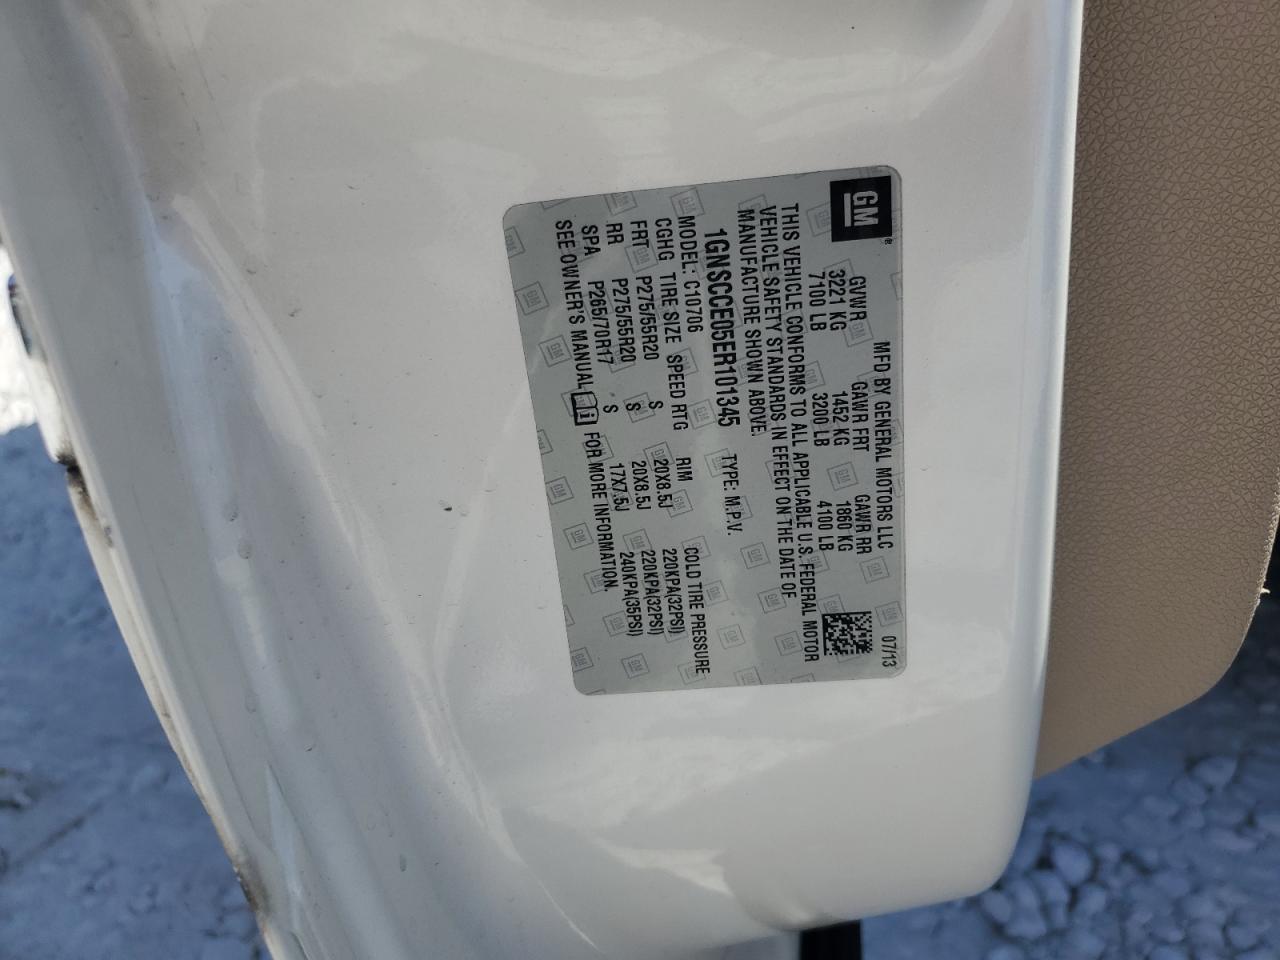 GM
MFD BY GENERAL MOTORS LLC 07/13
GVWR GAWR FRT GAWR RR
3221 KG 1452 KG 1860 KG
7100 LB 3200 LB 4100 LB
THIS VEHICLE CONFORMS TO ALL APPLICABLE U.S. FEDERAL MOTOR
VEHICLE SAFETY STANDARDS IN EFFECT ON THE DATE OF
MANUFACTURE SHOWN ABOVE.
1GNSCCE05ER101345 TYPE: M.P.V.
MODEL: C10706
CGHG TIRE SIZE SPEED RTG RIM COLD TIRE PRESSURE
FRT P275/55R20 S 20X8.5J 220KPA(32PSI)
RR P275/55R20 S 20X8.5J 220KPA(32PSI)
SPA P265/70R17 S 17X7.5J 240KPA(35PSI)
SEE OWNER'S MANUAL FOR MORE INFORMATION.